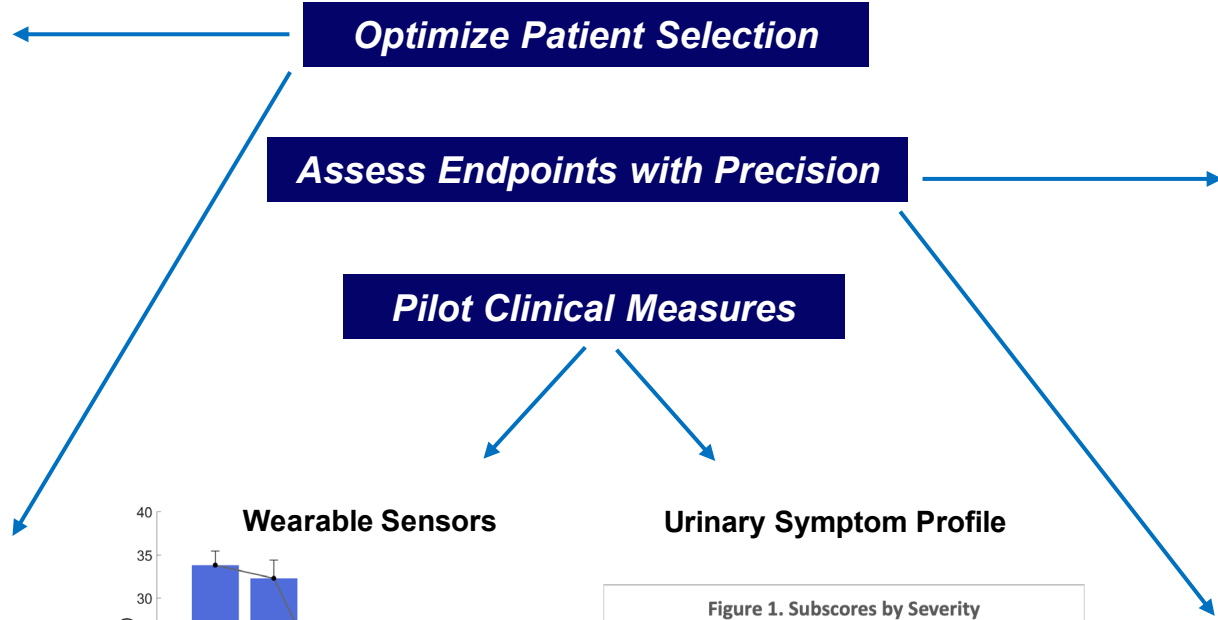 Optimize Patient Selection
Assess Endpoints with Precision
Pilot Clinical Measures
Wearable Sensors
Urinary Symptom Profile
40
35
30
Figure 1. Subscores by Severity